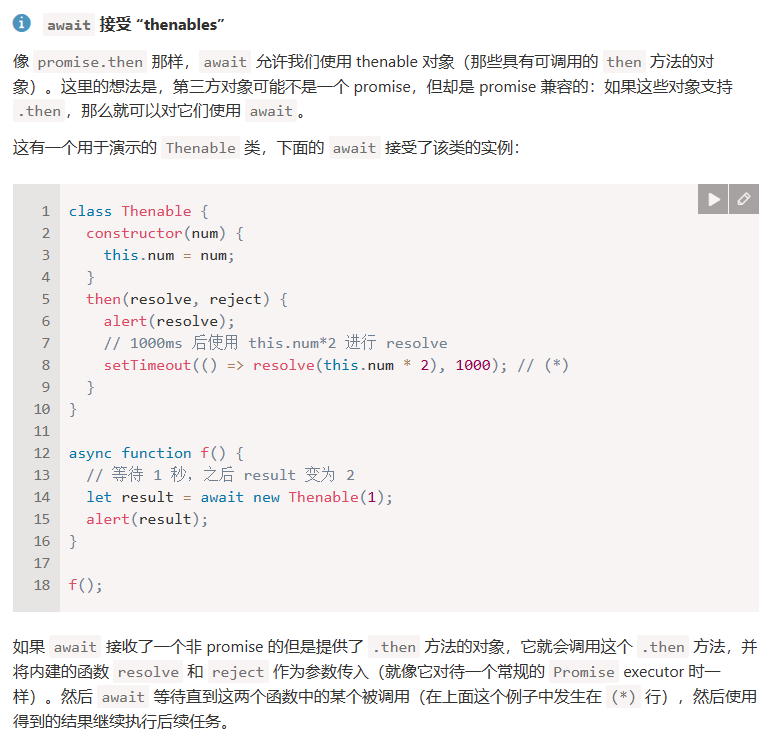 await 接受 “thenables”
像 promise.then 那样，await 允许我们使用 thenable 对象（那些具有可调用的 then 方法的对
象）。这里的想法是，第三方对象可能不是一个 promise，但却是 promise 兼容的：如果这些对象支持
.then，那么就可以对它们使用 await。
这有一个用于演示的 Thenable 类，下面的 await 接受了该类的实例：
1 class Thenable {
2   constructor(num) {
3     this.num = num;
4   }
5   then(resolve, reject) {
6     alert(resolve);
7     // 1000ms 后使用 this.num*2 进行 resolve
8     setTimeout(() => resolve(this.num * 2), 1000); // (*)
9   }
10 }
11
12 async function f() {
13   // 等待 1 秒，之后 result 变为 2
14   let result = await new Thenable(1);
15   alert(result);
16 }
17
18 f();
如果 await 接收了一个非 promise 的但是提供了 .then 方法的对象，它就会调用这个 .then 方法，并
将内建的函数 resolve 和 reject 作为参数传入（就像它对待一个常规的 Promise executor 时一
样）。然后 await 等待直到这两个函数中的某个被调用（在上面这个例子中发生在 (*) 行），然后使用
得到的结果继续执行后续任务。